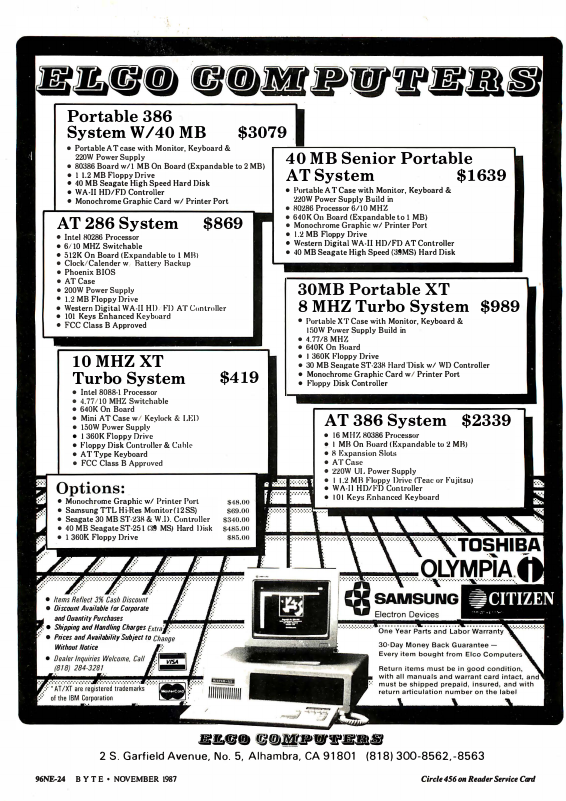 ELCO COMPUTERS
Portable 386
System W/40 MB $3079
• Portable AT case with Monitor, Keyboard &
220W Power Supply
• 80386 Board w/1 MB On Board (Expandable to 2 MB)
• 1 1.2 MB Floppy Drive
• 40 MB Seagate High Speed Hard Disk
• WA-II HD/FD Controller
• Monochrome Graphic Card w/ Printer Port
40 MB Senior Portable
AT System $1639
• Portable AT Case with Monitor, Keyboard &
220W Power Supply Build in
• 80286 Processor 6/10 MHZ
• 640K On Board (Expandable to 1 MB)
• Monochrome Graphic w/ Printer Port
• 1.2 MB Floppy Drive
• Western Digital WA-II HD/FD AT Controller
• 40 MB Seagate High Speed (39MS) Hard Disk
AT 286 System $869
• Intel 80286 Processor
• 6/10 MHZ Switchable
• 512K On Board (Expandable to 1 MB)
• Clock/Calender w. Battery Backup
• Phoenix BIOS
• AT Case
• 200W Power Supply
• 1.2 MB Floppy Drive
• Western Digital WA-II HD FD AT Controller
• 101 Keys Enhanced Keyboard
• FCC Class B Approved
30MB Portable XT
8 MHZ Turbo System $989
• Portable XT Case with Monitor, Keyboard &
150W Power Supply Build in
• 4.77/8 MHZ
• 640K On Board
• 1 360K Floppy Drive
• 30 MB Seagate ST-238 Hard Disk w/ WD Controller
• Monochrome Graphic Card w/ Printer Port
• Floppy Disk Controller
10 MHZ XT
Turbo System $419
• Intel 8088-1 Processor
• 4.77/10 MHZ Switchable
• 640K On Board
• Mini AT Case w/ Keylock & LED
• 150W Power Supply
• 1 360K Floppy Drive
• Floppy Disk Controller & Cable
• AT Type Keyboard
• FCC Class B Approved
AT 386 System $2339
• 16 MHZ 80386 Processor
• 1 MB On Board (Expandable to 2 MB)
• 8 Expansion Slots
• AT Case
• 220W UL Power Supply
• 1 1.2 MB Floppy Drive (Teac or Fujitsu)
• WA-II HD/FD Controller
• 101 Keys Enhanced Keyboard
Options:
• Monochrome Graphic w/ Printer Port $48.00
• Samsung TTL Hi-Res Monitor (12SS) $69.00
• Seagate 30 MB ST-238 & W.D. Controller $340.00
• 40 MB Seagate ST-251 (39 MS) Hard Disk $485.00
• 1 360K Floppy Drive $85.00
TOSHIBA
OLYMPIA
SAMSUNG
Electron Devices
CITIZEN
• Items Reflect 3% Cash Discount
• Discount Available for Corporate
and Quantity Purchases
• Shipping and Handling Charges Extra
• Prices and Availability Subject to Change
Without Notice
• Dealer Inquiries Welcome, Call
(818) 284-3281
VISA
MasterCard
*AT/XT are registered trademarks
of the IBM Corporation
One Year Parts and Labor Warranty
30-Day Money Back Guarantee —
Every item bought from Elco Computers
Return items must be in good condition,
with all manuals and warrant card intact, and
must be shipped prepaid, insured, and with
return articulation number on the label
ELCO COMPUTERS
2 S. Garfield Avenue, No. 5, Alhambra, CA 91801 (818) 300-8562,-8563
96NE-24 BYTE • NOVEMBER 1987
Circle 456 on Reader Service Card